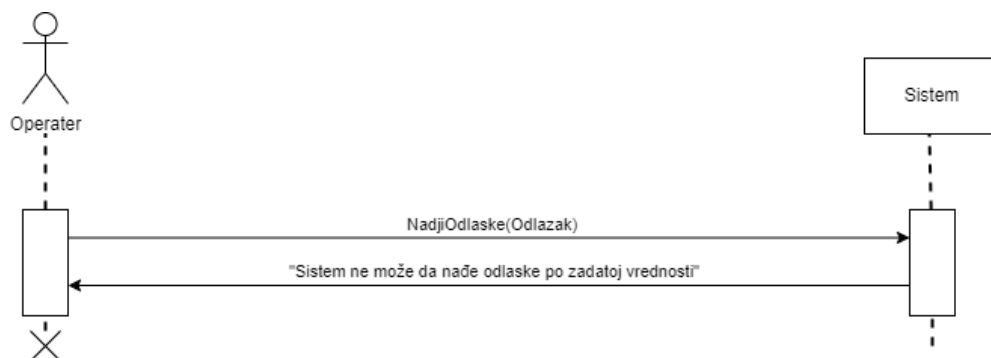 Operater
Sistem
NadjiOdlaske(Odlazak)
"Sistem ne može da nađe odlaske po zadatoj vrednosti"